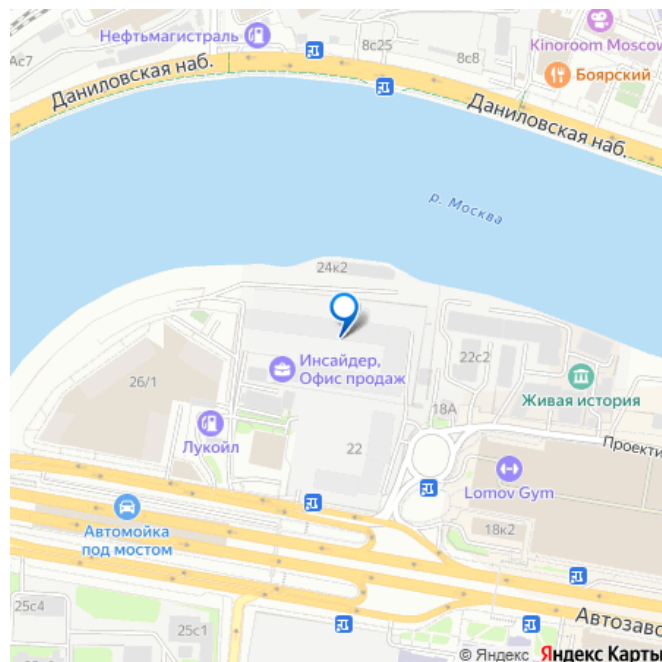 Нефтьмагистраль
8с25
8с8
Kinoroom Moscow
Ас7
Боярский
Даниловская наб.
Даниловская наб.
р. Москва
24к2
Инсайдер,
Офис продаж
22с2
26/1
Живая история
18А
Лукойл
22
Проекти
Lomov Gym
Автомойка
под мостом
18к2
25с4
25с1
Автозаво
© Яндекс Яндекс Карты